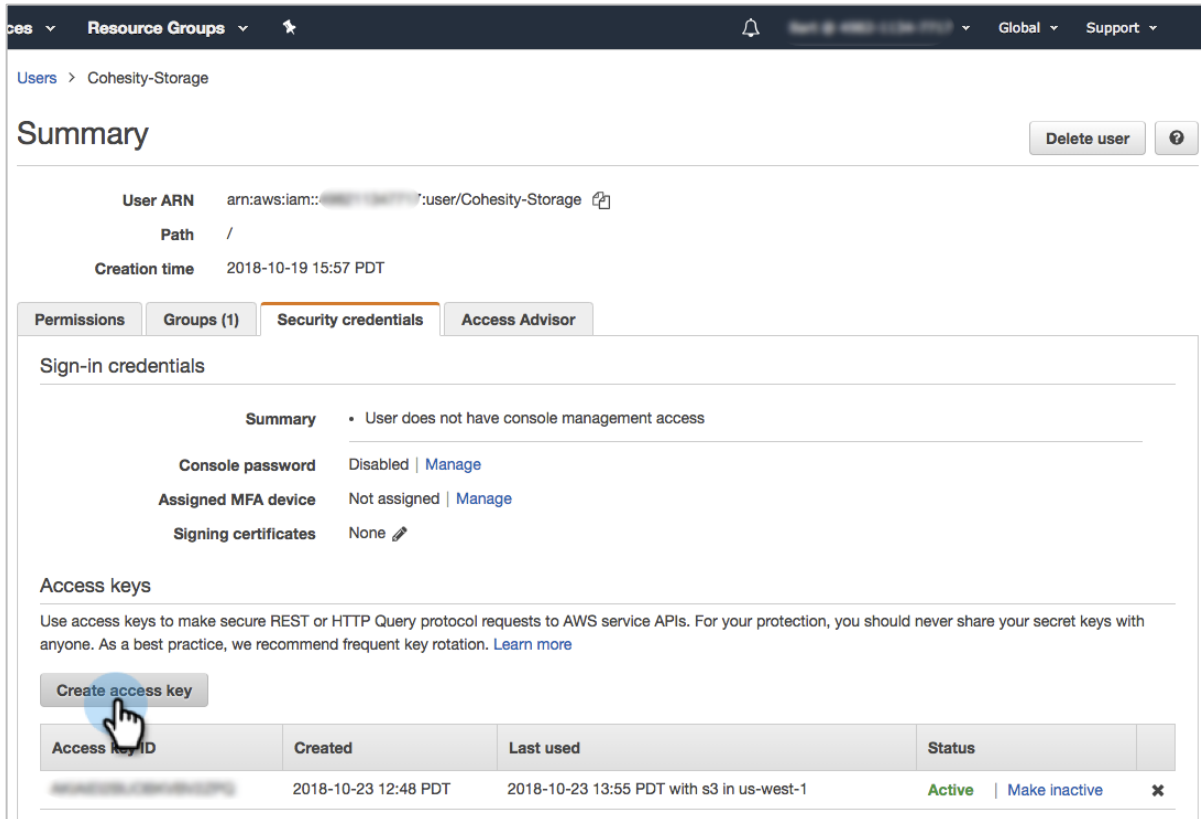 ces Resource Groups Global Support
Users > Cohesity-Storage
Summary
Delete user
User ARN arn:aws:iam:: :user/Cohesity-Storage
Path /
Creation time 2018-10-19 15:57 PDT
Permissions Groups (1) Security credentials Access Advisor
Sign-in credentials
Summary • User does not have console management access
Console password Disabled | Manage
Assigned MFA device Not assigned | Manage
Signing certificates None
Access keys
Use access keys to make secure REST or HTTP Query protocol requests to AWS service APIs. For your protection, you should never share your secret keys with
anyone. As a best practice, we recommend frequent key rotation. Learn more
Create access key
Access key ID Created Last used Status
2018-10-23 12:48 PDT 2018-10-23 13:55 PDT with s3 in us-west-1 Active | Make inactive